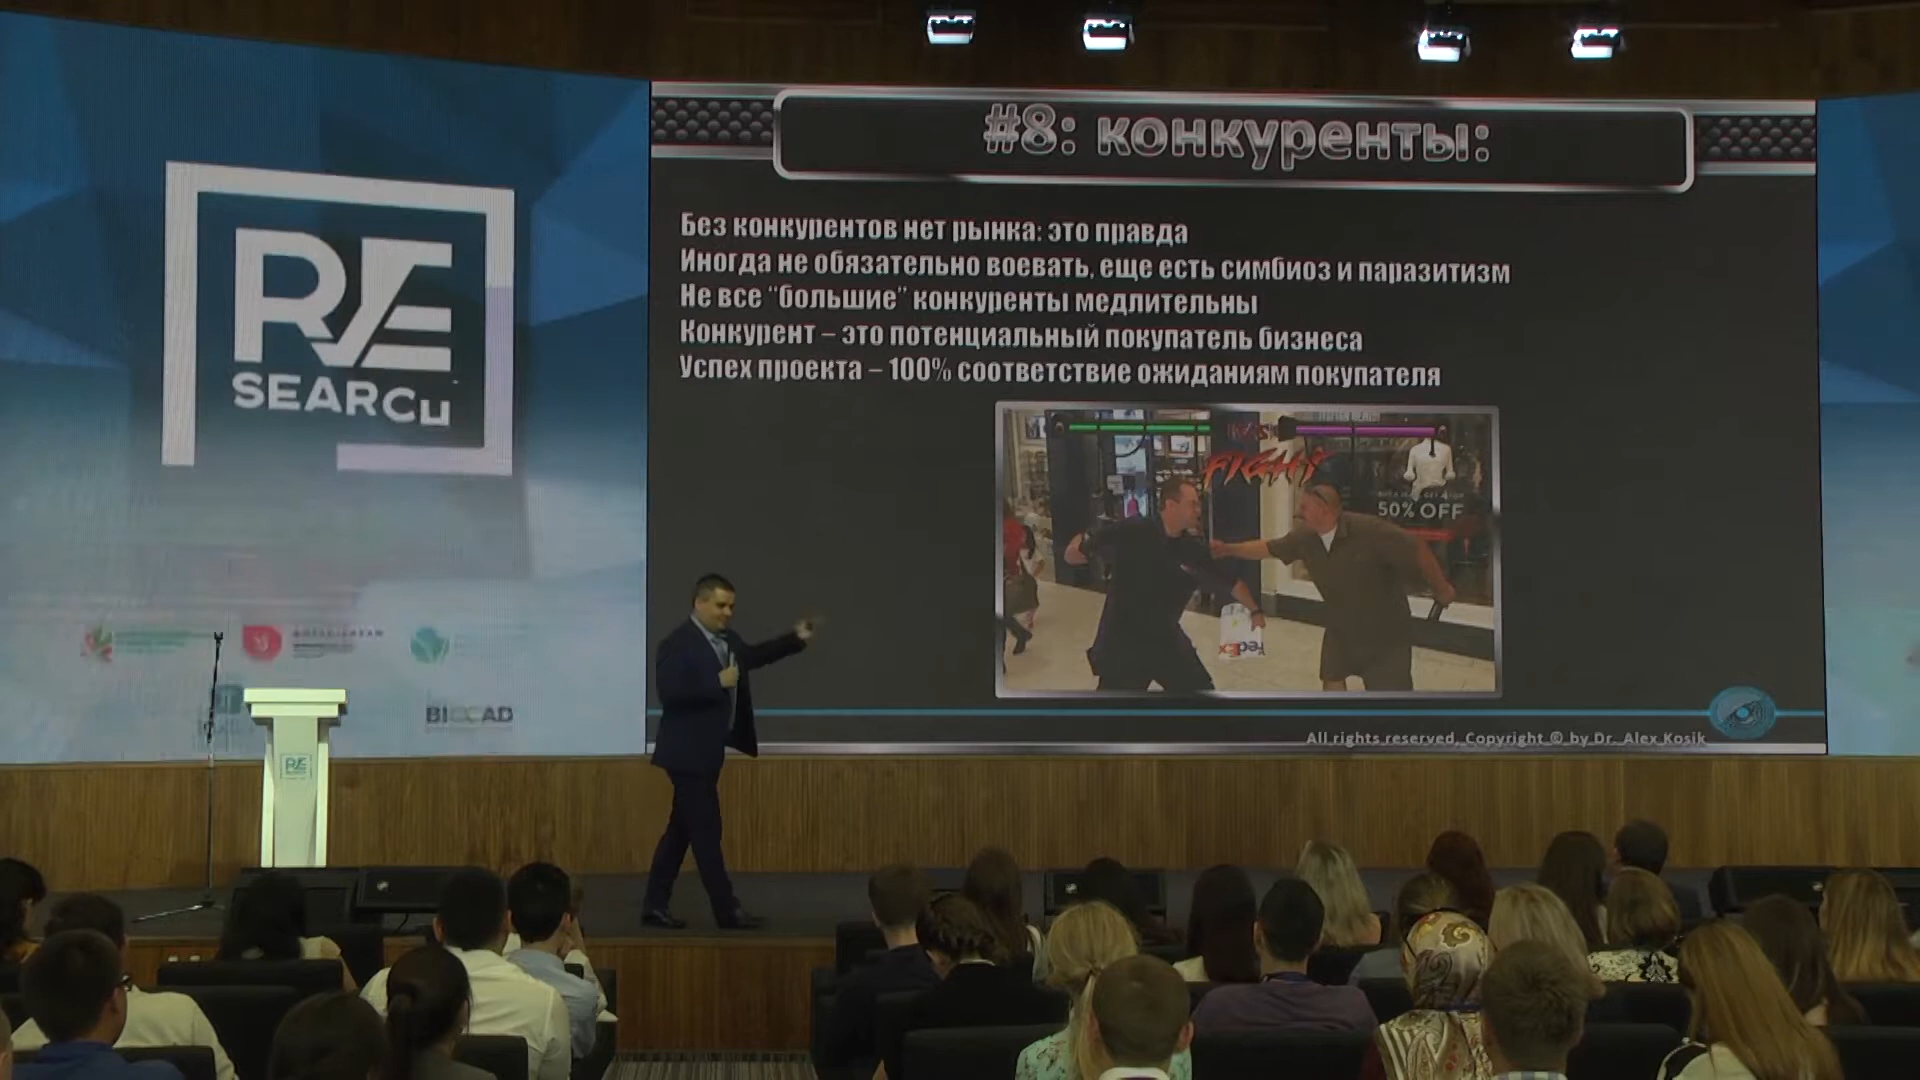 RE
SEARCH
BIOCAD
RE
#8: конкуренты:
Без конкурентов нет рынка: это правда
Иногда не обязательно воевать, еще есть симбиоз и паразитизм
Не все “большие” конкуренты медлительны
Конкурент – это потенциальный покупатель бизнеса
Успех проекта – 100% соответствие ожиданиям покупателя
FIGHT
50% OFF
FedEx
All rights reserved, Copyright © by Dr. Alex Kosik